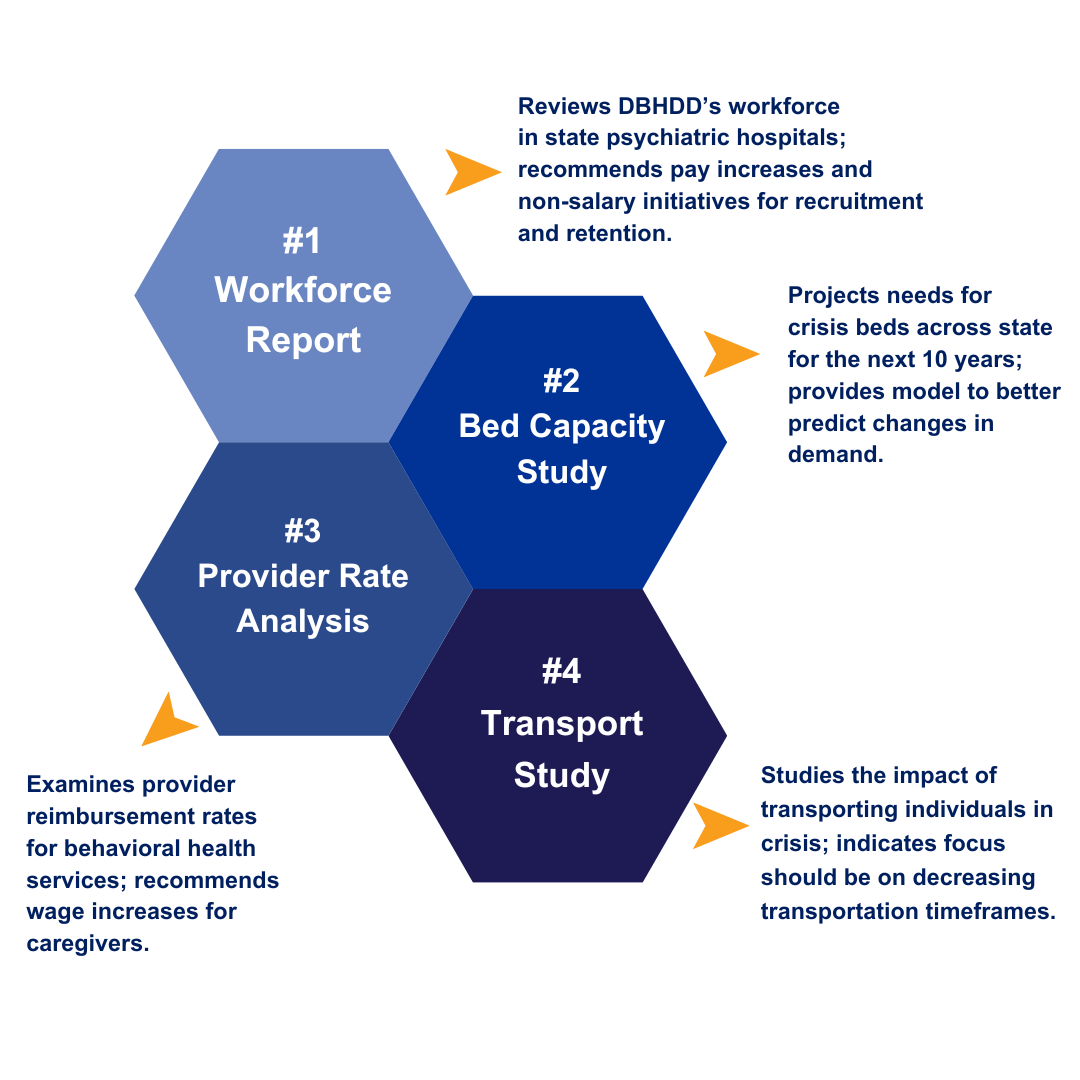 #1
Workforce
Report
Reviews DBHDD’s workforce
in state psychiatric hospitals;
recommends pay increases and
non-salary initiatives for recruitment
and retention.
#2
Bed Capacity
Study
Projects needs for
crisis beds across state
for the next 10 years;
provides model to better
predict changes in
demand.
#3
Provider Rate
Analysis
Examines provider
reimbursement rates
for behavioral health
services; recommends
wage increases for
caregivers.
#4
Transport
Study
Studies the impact of
transporting individuals in
crisis; indicates focus
should be on decreasing
transportation timeframes.